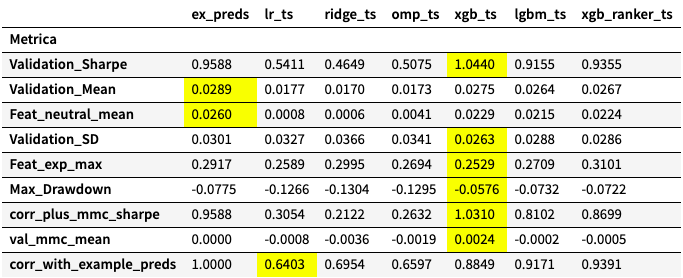 ex_preds lr_ts ridge_ts omp_ts xgb_ts lgbm_ts xgb_ranker_ts
Metrica
Validation_Sharpe 0.9588 0.5411 0.4649 0.5075 1.0440 0.9155 0.9355
Validation_Mean 0.0289 0.0177 0.0170 0.0173 0.0275 0.0264 0.0267
Feat_neutral_mean 0.0260 0.0008 0.0006 0.0041 0.0229 0.0215 0.0224
Validation_SD 0.0301 0.0327 0.0366 0.0341 0.0263 0.0288 0.0286
Feat_exp_max 0.2917 0.2589 0.2995 0.2694 0.2529 0.2709 0.3101
Max_Drawdown -0.0775 -0.1266 -0.1304 -0.1295 -0.0576 -0.0732 -0.0722
corr_plus_mmc_sharpe 0.9588 0.3054 0.2122 0.2632 1.0310 0.8102 0.8699
val_mmc_mean 0.0000 -0.0008 -0.0036 -0.0019 0.0024 -0.0002 -0.0005
corr_with_example_preds 1.0000 0.6403 0.6954 0.6597 0.8849 0.9171 0.9391